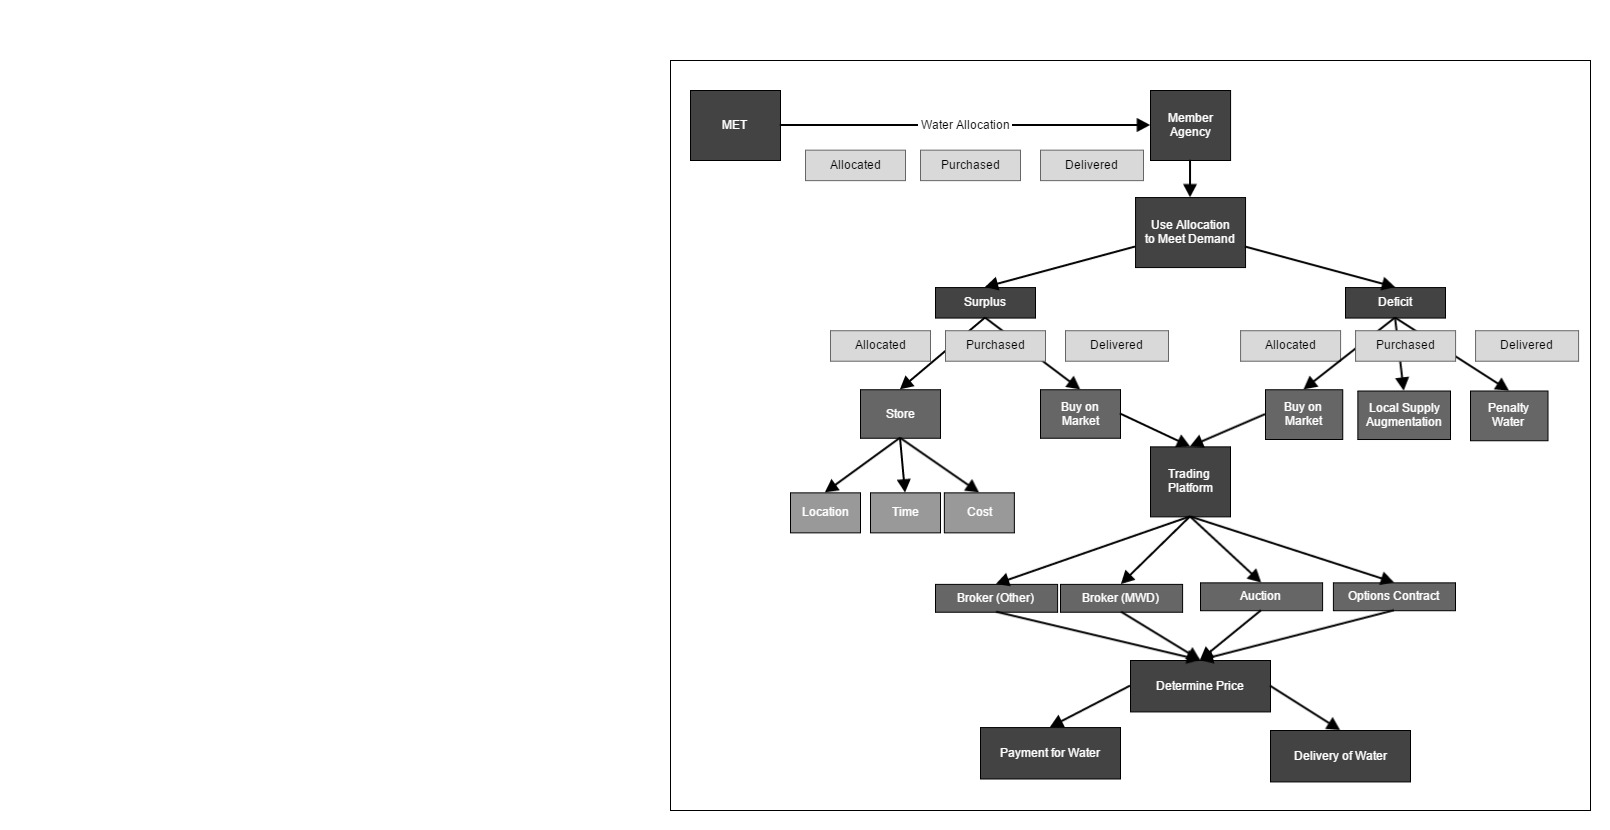 MET
Water Allocation
Member
Agency
Allocated
Purchased
Delivered
Use Allocation
to Meet Demand
Surplus
Deficit
Allocated
Purchased
Delivered
Allocated
Purchased
Delivered
Store
Buy on
Market
Buy on
Market
Local Supply
Augmentation
Penalty
Water
Trading
Platform
Location
Time
Cost
Broker (Other)
Broker (MWD)
Auction
Options Contract
Determine Price
Payment for Water
Delivery of Water